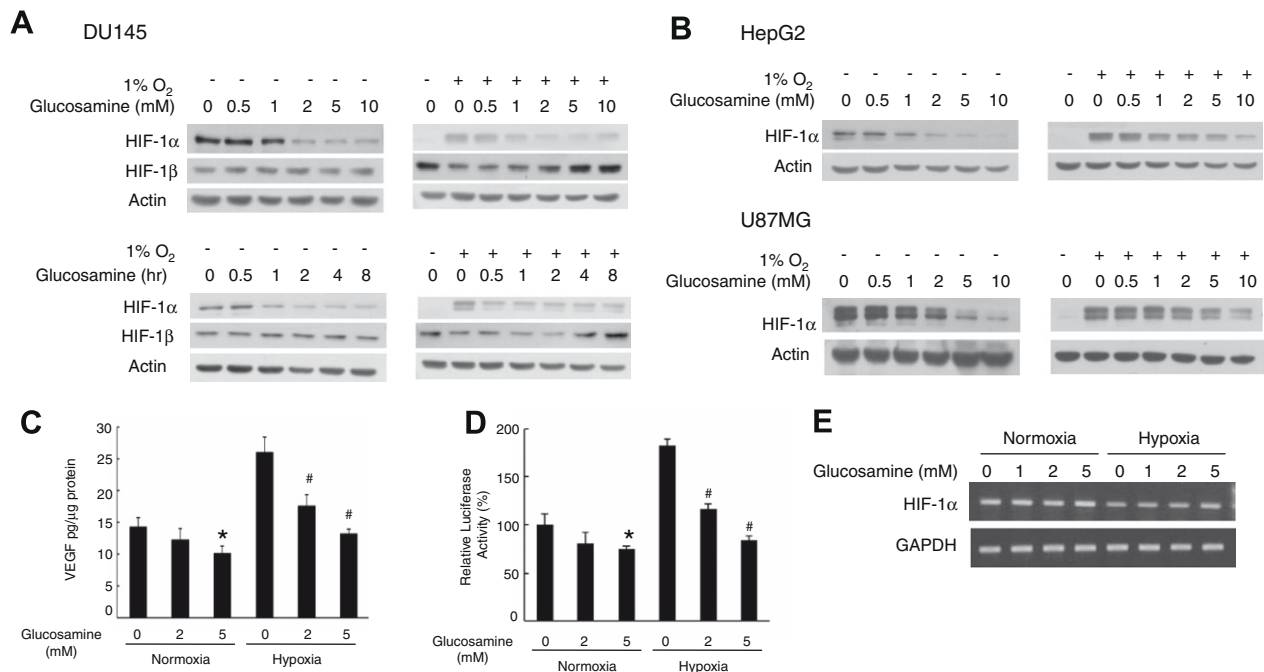 A DU145
1% O2 - - - - - - - + + + + + +
Glucosamine (mM) 0 0.5 1 2 5 10 0 0 0.5 1 2 5 10
HIF-1α
HIF-1β
Actin
1% O2 - - - - - - - + + + + + +
Glucosamine (hr) 0 0.5 1 2 4 8 0 0 0.5 1 2 4 8
HIF-1α
HIF-1β
Actin
B HepG2
1% O2 - - - - - - - + + + + + +
Glucosamine (mM) 0 0.5 1 2 5 10 0 0 0.5 1 2 5 10
HIF-1α
Actin
U87MG
1% O2 - - - - - - - + + + + + +
Glucosamine (mM) 0 0.5 1 2 5 10 0 0 0.5 1 2 5 10
HIF-1α
Actin
C
VEGF pg/μg protein
30
25
20
15
10
5
0
* # #
Glucosamine (mM) 0 2 5 0 2 5
Normoxia Hypoxia
D
Relative Luciferase Activity (%)
200
150
100
50
0
* # #
Glucosamine (mM) 0 2 5 0 2 5
Normoxia Hypoxia
E
Normoxia Hypoxia
Glucosamine (mM) 0 1 2 5 0 1 2 5
HIF-1α
GAPDH